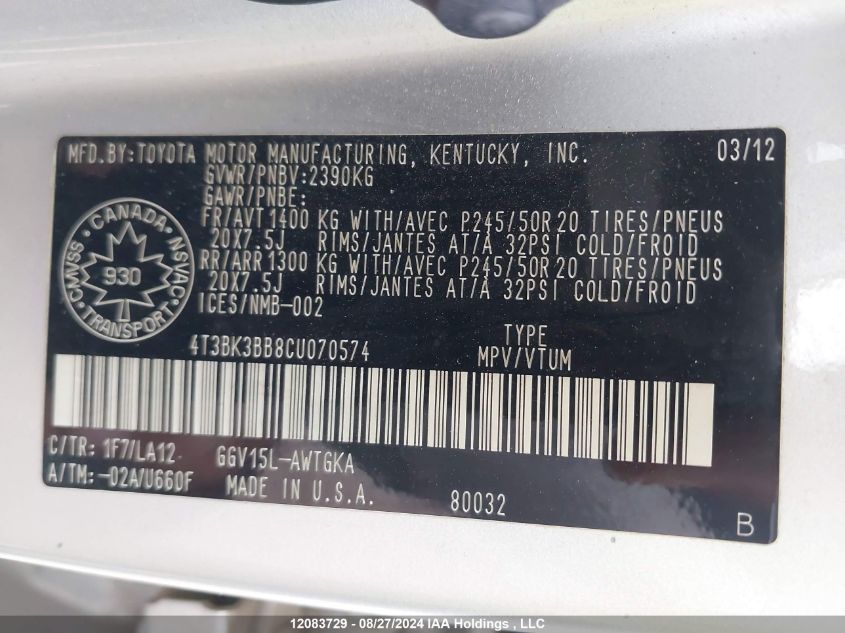 MFD.BY:TOYOTA MOTOR MANUFACTURING, KENTUCKY, INC. 03/12
GVWR/PNBV:2390KG
GAWR/PNBE:
FR/AVT 1400 KG WITH/AVEC P245/50R20 TIRES/PNEUS
20X7.5J RIMS/JANTES AT/À 32PSI COLD/FROID
RR/ARR 1300 KG WITH/AVEC P245/50R20 TIRES/PNEUS
20X7.5J RIMS/JANTES AT/À 32PSI COLD/FROID
ICES/NMB-002
CANADA
CMVSS
NSVAC
930
TRANSPORT
4T3BK3BB8CU070574
TYPE
MPV/VTUM
C/TR: 1F7/LA12 GGV15L-AWTGKA
A/TM:-02A/U660F MADE IN U.S.A. 80032
B
12083729 - 08/27/2024 IAA Holdings , LLC